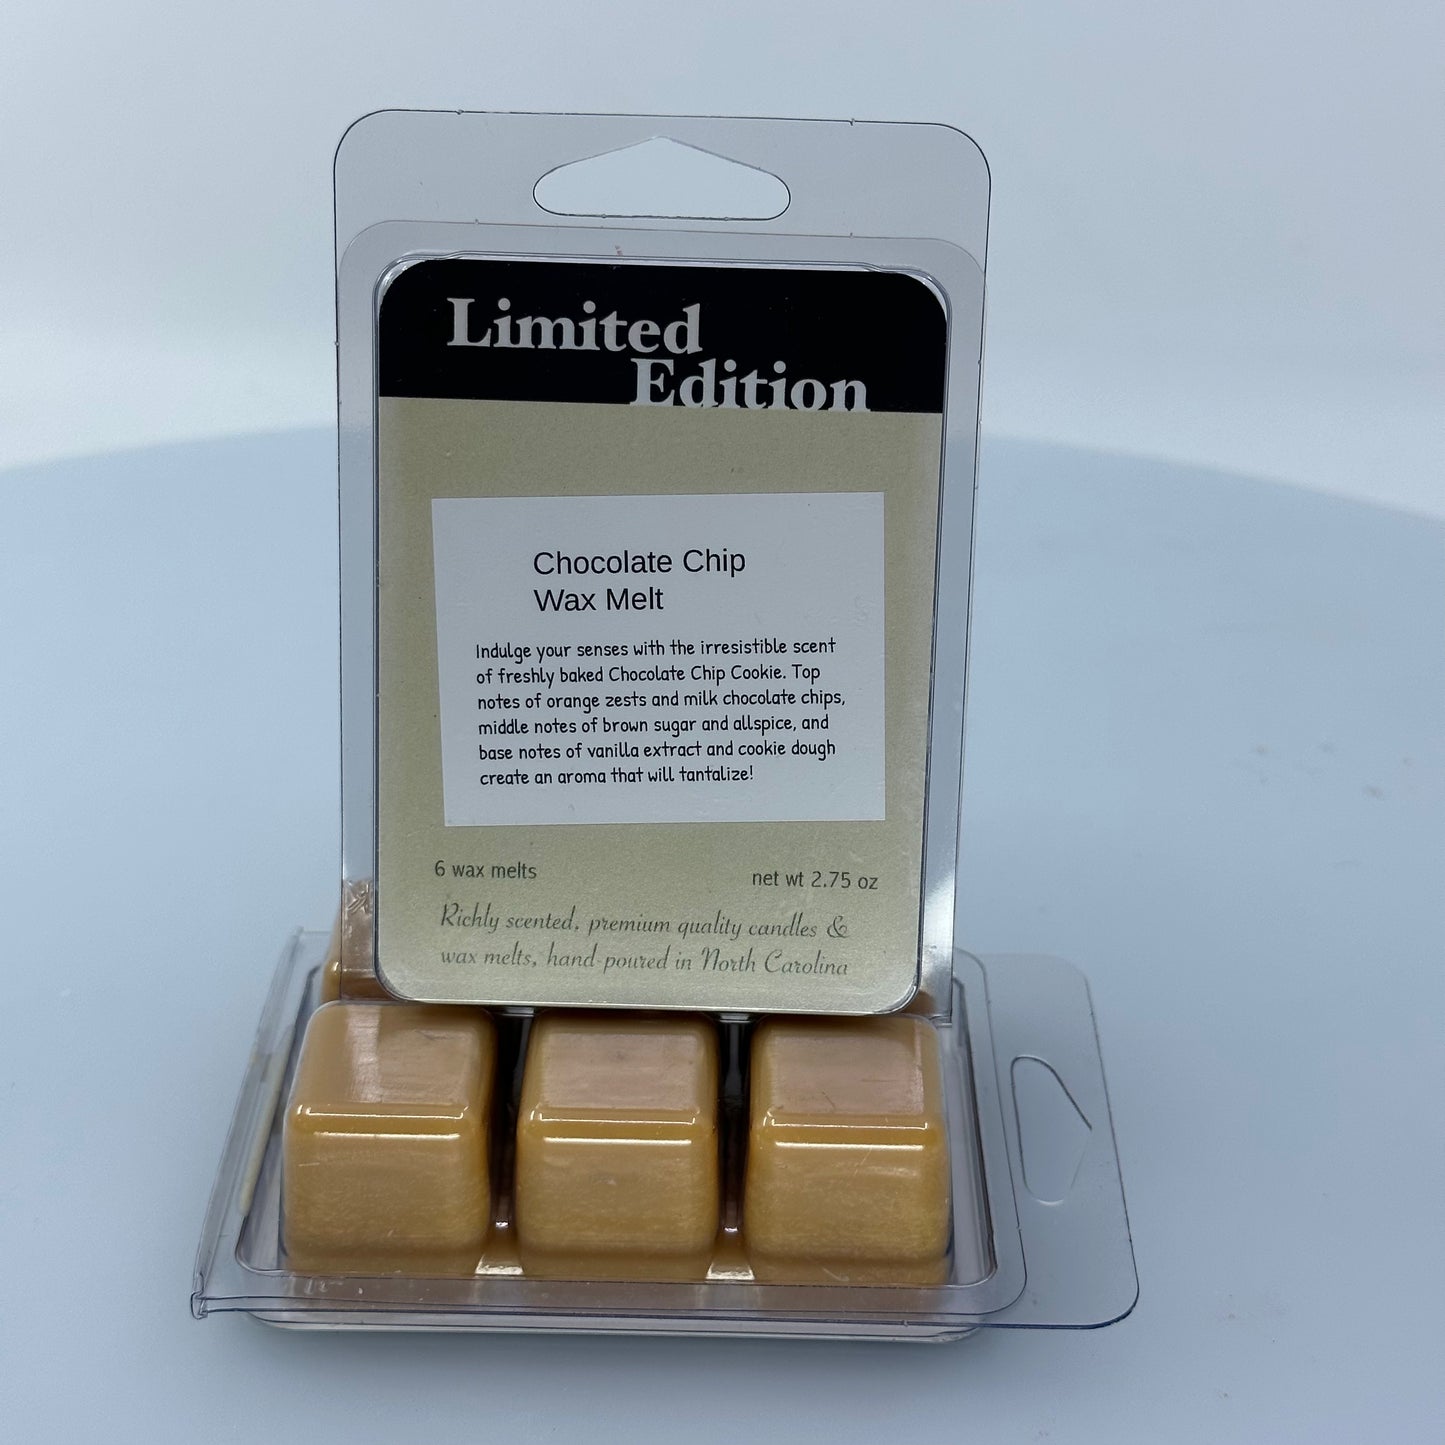 Limited
Edition
Chocolate Chip
Wax Melt
Indulge your senses with the irresistible scent
of freshly baked Chocolate Chip Cookie. Top
notes of orange zests and milk chocolate chips,
middle notes of brown sugar and allspice, and
base notes of vanilla extract and cookie dough
create an aroma that will tantalize!
6 wax melts
net wt 2.75 oz
Richly scented, premium quality candles &
wax melts, hand-poured in North Carolina